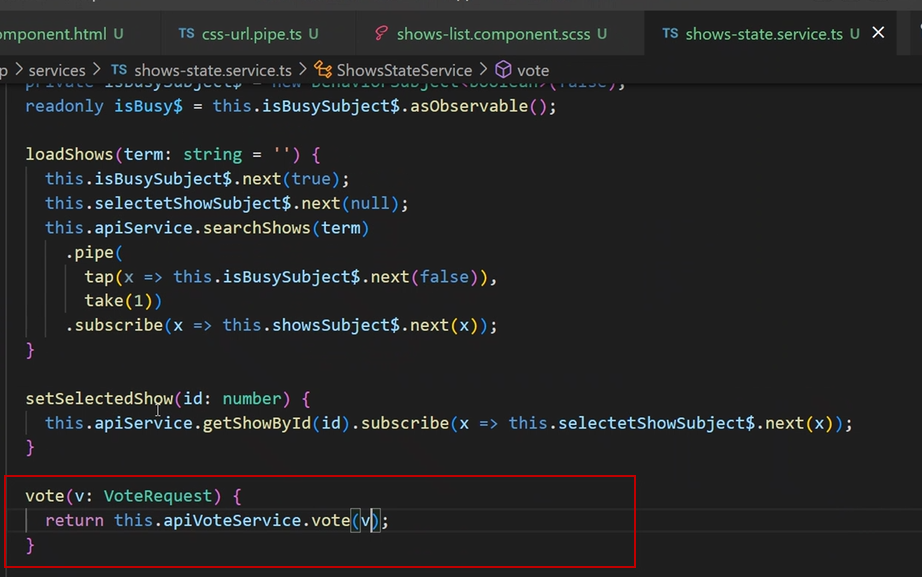 omponent.html U TS css-url.pipe.ts U shows-list.component.scss U TS shows-state.service.ts U ×
p > services > TS shows-state.service.ts > ShowsStateService > vote
private isBusySubject$ = new BehaviorSubject<boolean>(false);
readonly isBusy$ = this.isBusySubject$.asObservable();
loadShows(term: string = '') {
this.isBusySubject$.next(true);
this.selectetShowSubject$.next(null);
this.apiService.searchShows(term)
.pipe(
tap(x => this.isBusySubject$.next(false)),
take(1))
.subscribe(x => this.showsSubject$.next(x));
}
setSelectedShow(id: number) {
this.apiService.getShowById(id).subscribe(x => this.selectetShowSubject$.next(x));
}
vote(v: VoteRequest) {
return this.apiVoteService.vote(v);
}